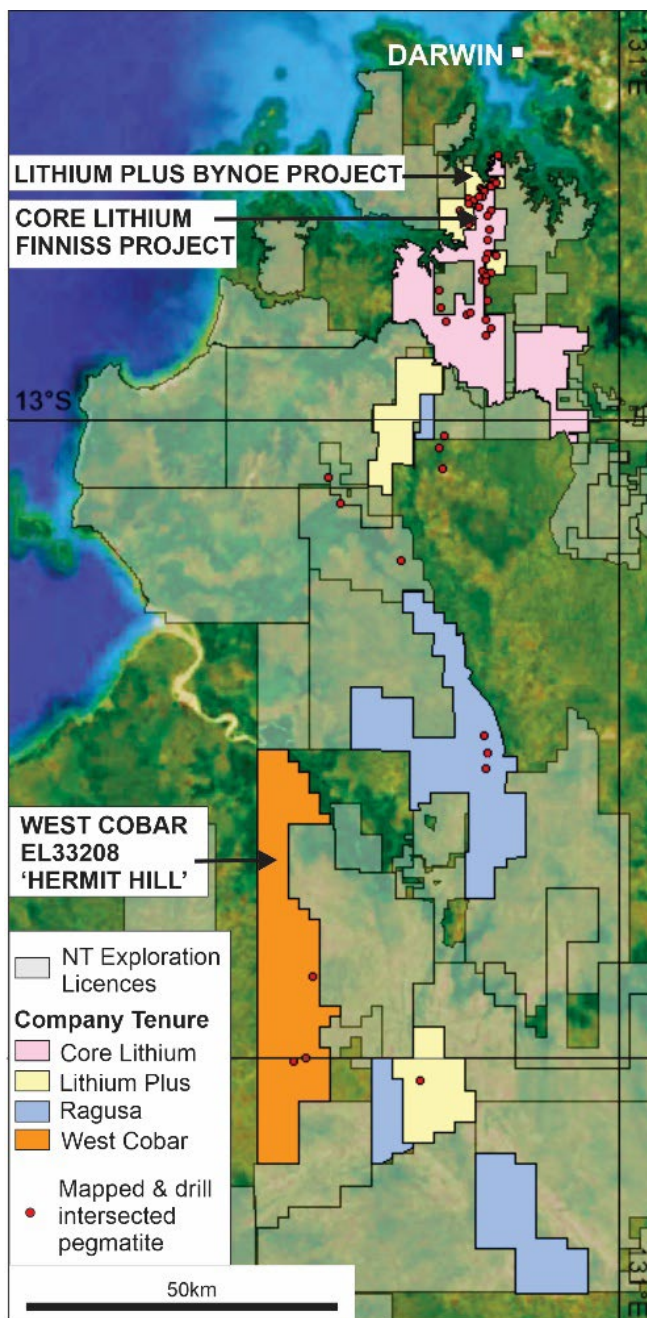 DARWIN
131°E
LITHIUM PLUS BYNOE PROJECT
CORE LITHIUM
FINNISS PROJECT
13°S
WEST COBAR
EL33208
‘HERMIT HILL’
NT Exploration
Licences
Company Tenure
Core Lithium
Lithium Plus
Ragusa
West Cobar
Mapped & drill
intersected
pegmatite
50km
131°E